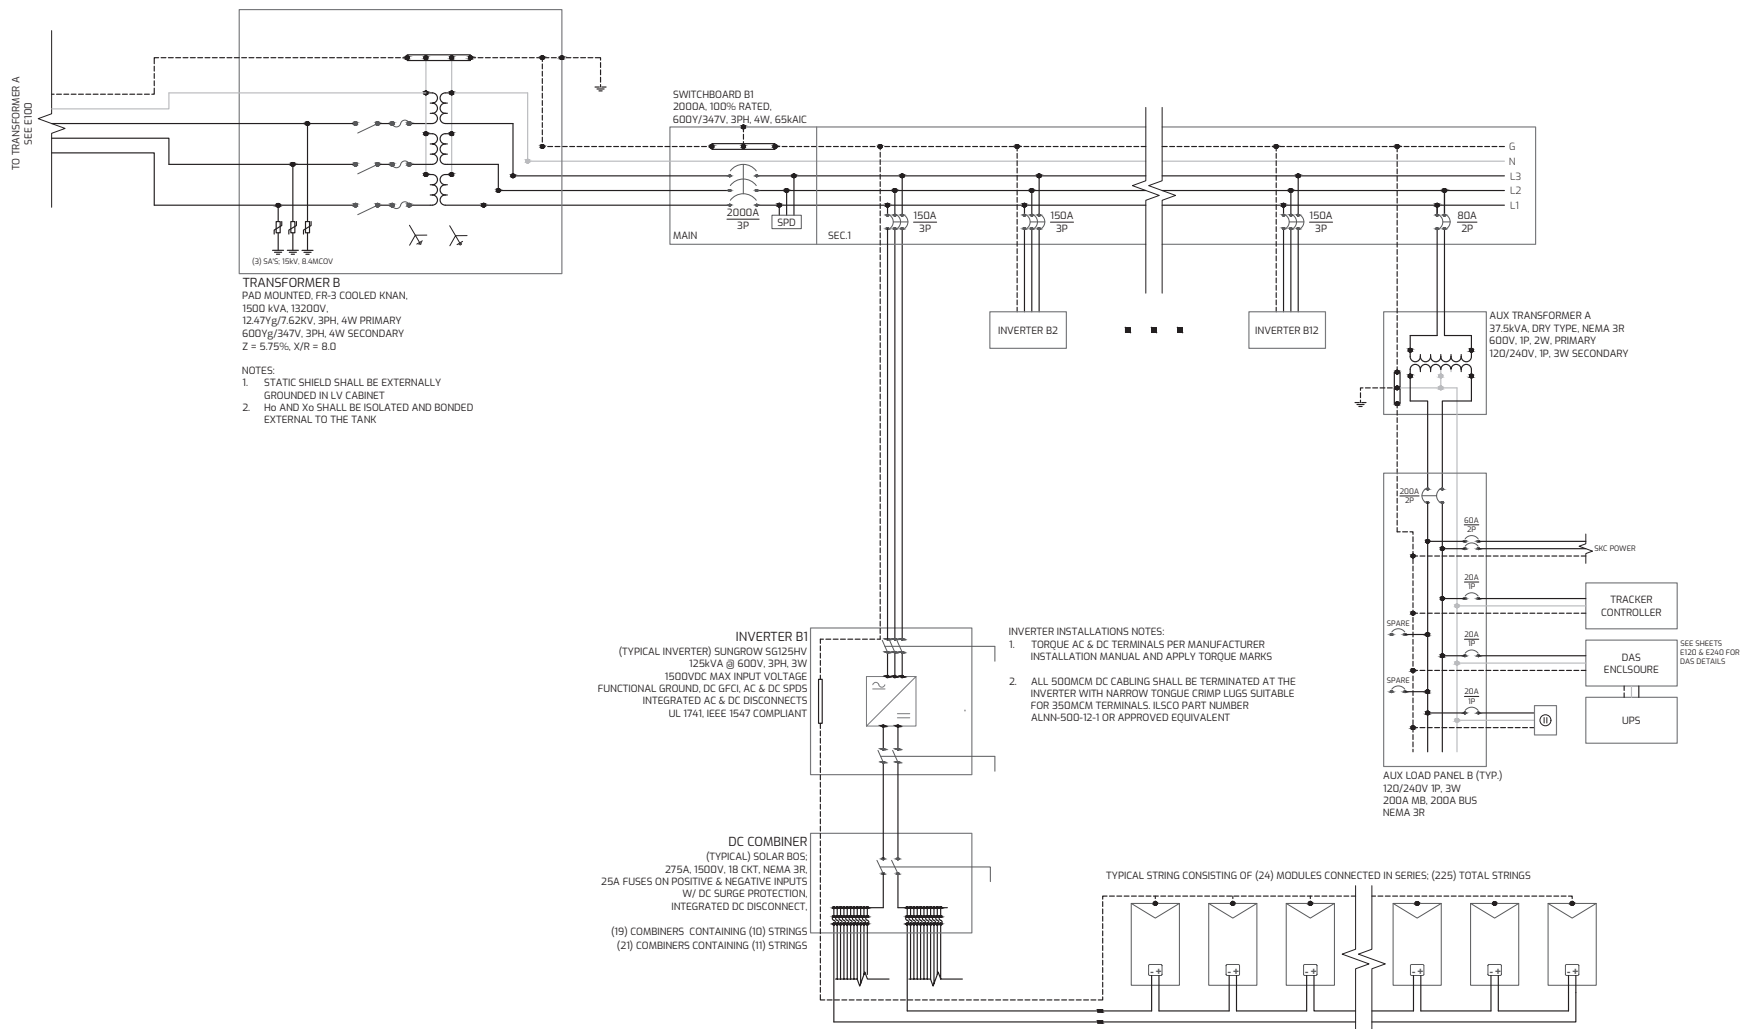 TO TRANSFORMER A
SEE E100
(3) SA'S; 15kV, 8.4MCOV
TRANSFORMER B
PAD MOUNTED, FR-3 COOLED KNAN,
1500 kVA, 13200V,
12.47Yg/7.62KV, 3PH, 4W PRIMARY
600Yg/347V, 3PH, 4W SECONDARY
Z = 5.75%, X/R = 8.0
NOTES:
1. STATIC SHIELD SHALL BE EXTERNALLY
GROUNDED IN LV CABINET
2. Ho AND Xo SHALL BE ISOLATED AND BONDED
EXTERNAL TO THE TANK
SWITCHBOARD B1
2000A, 100% RATED,
600Y/347V, 3PH, 4W, 65kAIC
G
N
L3
L2
L1
2000A
3P
SPD
MAIN
SEC.1
150A
3P
150A
3P
150A
3P
80A
2P
INVERTER B2
INVERTER B12
AUX TRANSFORMER A
37.5kVA, DRY TYPE, NEMA 3R
600V, 1P, 2W, PRIMARY
120/240V, 1P, 3W SECONDARY
200A
2P
60A
2P
SKC POWER
20A
1P
TRACKER
CONTROLLER
SPARE
20A
1P
DAS
ENCLSOURE
SEE SHEETS
E120 & E240 FOR
DAS DETAILS
SPARE
20A
1P
UPS
AUX LOAD PANEL B (TYP.)
120/240V 1P, 3W
200A MB, 200A BUS
NEMA 3R
INVERTER B1
(TYPICAL INVERTER) SUNGROW SG125HV
125kVA @ 600V, 3PH, 3W
1500VDC MAX INPUT VOLTAGE
FUNCTIONAL GROUND, DC GFCI, AC & DC SPDS
INTEGRATED AC & DC DISCONNECTS
UL 1741, IEEE 1547 COMPLIANT
INVERTER INSTALLATIONS NOTES:
1. TORQUE AC & DC TERMINALS PER MANUFACTURER
INSTALLATION MANUAL AND APPLY TORQUE MARKS
2. ALL 500MCM DC CABLING SHALL BE TERMINATED AT THE
INVERTER WITH NARROW TONGUE CRIMP LUGS SUITABLE
FOR 350MCM TERMINALS. ILSCO PART NUMBER
ALNN-500-12-1 OR APPROVED EQUIVALENT
DC COMBINER
(TYPICAL) SOLAR BOS;
275A, 1500V, 18 CKT, NEMA 3R,
25A FUSES ON POSITIVE & NEGATIVE INPUTS
W/ DC SURGE PROTECTION,
INTEGRATED DC DISCONNECT,
(19) COMBINERS CONTAINING (10) STRINGS
(21) COMBINERS CONTAINING (11) STRINGS
TYPICAL STRING CONSISTING OF (24) MODULES CONNECTED IN SERIES; (225) TOTAL STRINGS
- +
- +
- +
- +
- +
- +